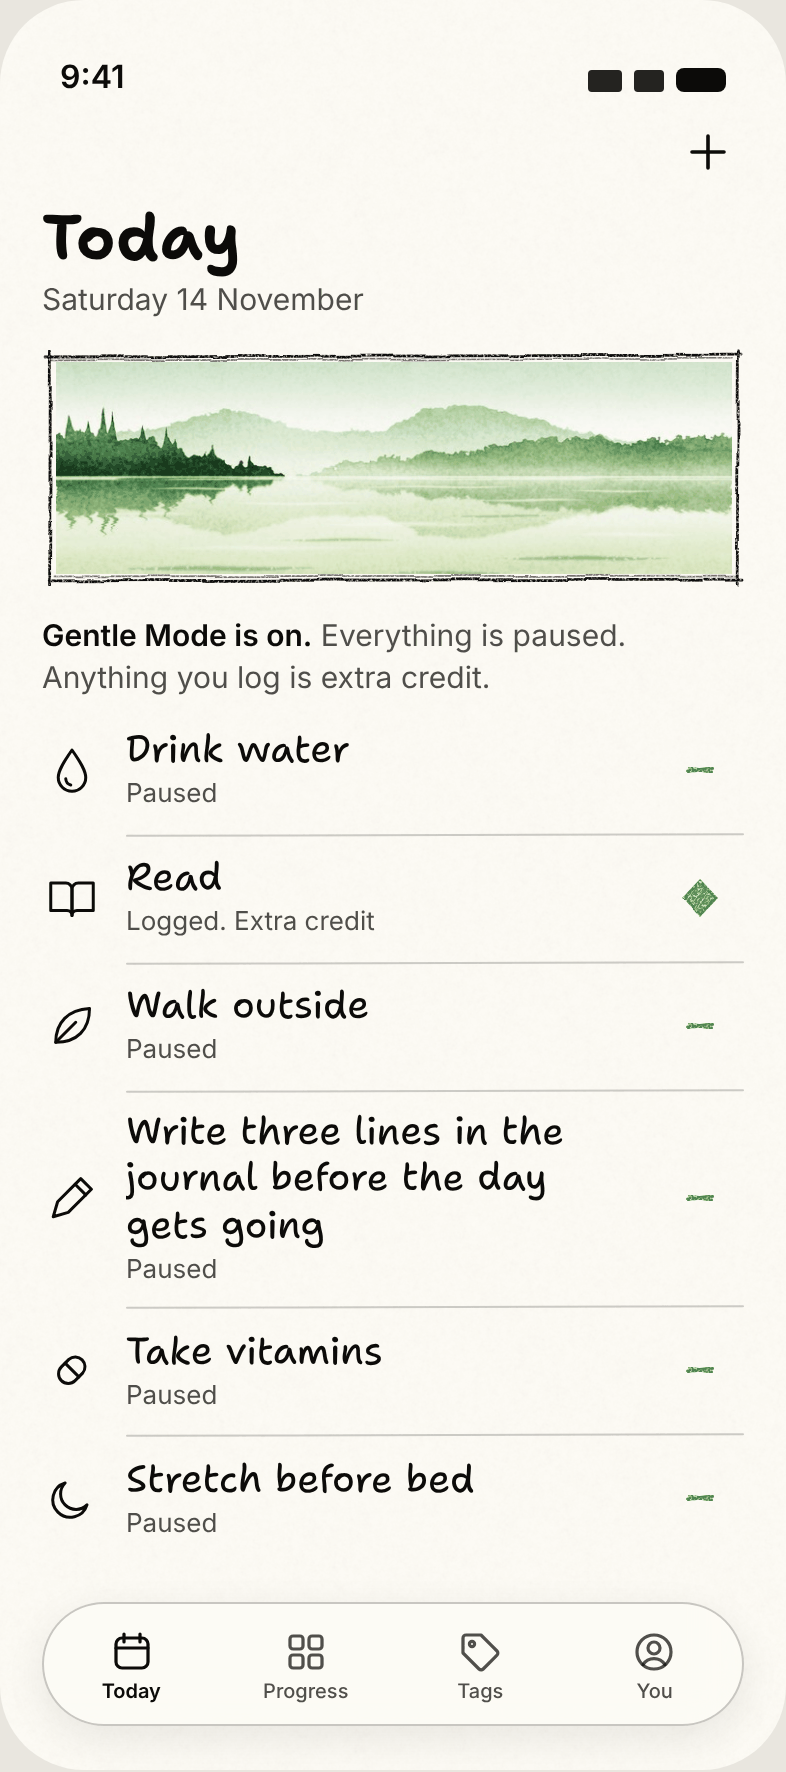 9:41
Today
Saturday 14 November
Gentle Mode is on. Everything is paused.
Anything you log is extra credit.
Drink water
Paused
Read
Logged. Extra credit
Walk outside
Paused
Write three lines in the
journal before the day
gets going
Paused
Take vitamins
Paused
Stretch before bed
Paused
Today Progress Tags You